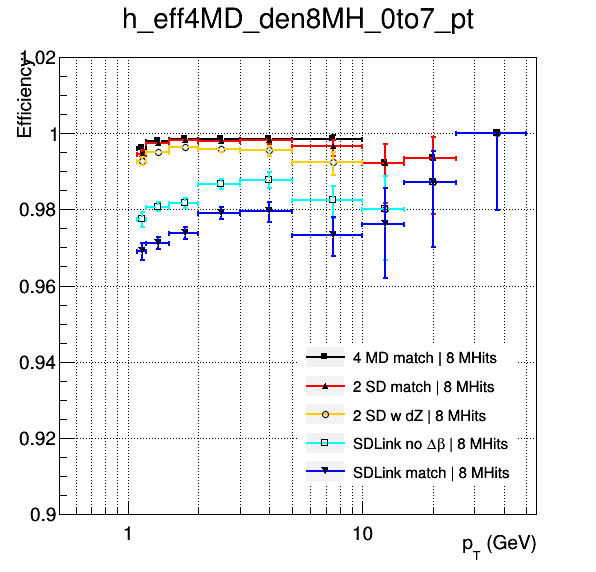 h_eff4MD_den8MH_0to7_pt
Efficiency
1.02
1
0.98
0.96
0.94
0.92
0.9
4 MD match | 8 MHits
2 SD match | 8 MHits
2 SD w dZ | 8 MHits
SDLink no Δβ | 8 MHits
SDLink match | 8 MHits
1
10
p_T (GeV)